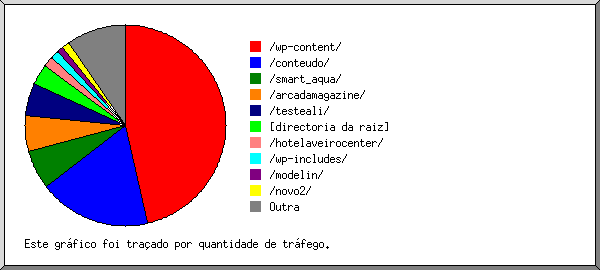 /wp-content/
/conteudo/
/smart_aqua/
/arcadamagazine/
/testeali/
[directoria da raiz]
/hotelaveirocenter/
/wp-includes/
/modelin/
/novo2/
Outra
Este gráfico foi traçado por quantidade de tráfego.